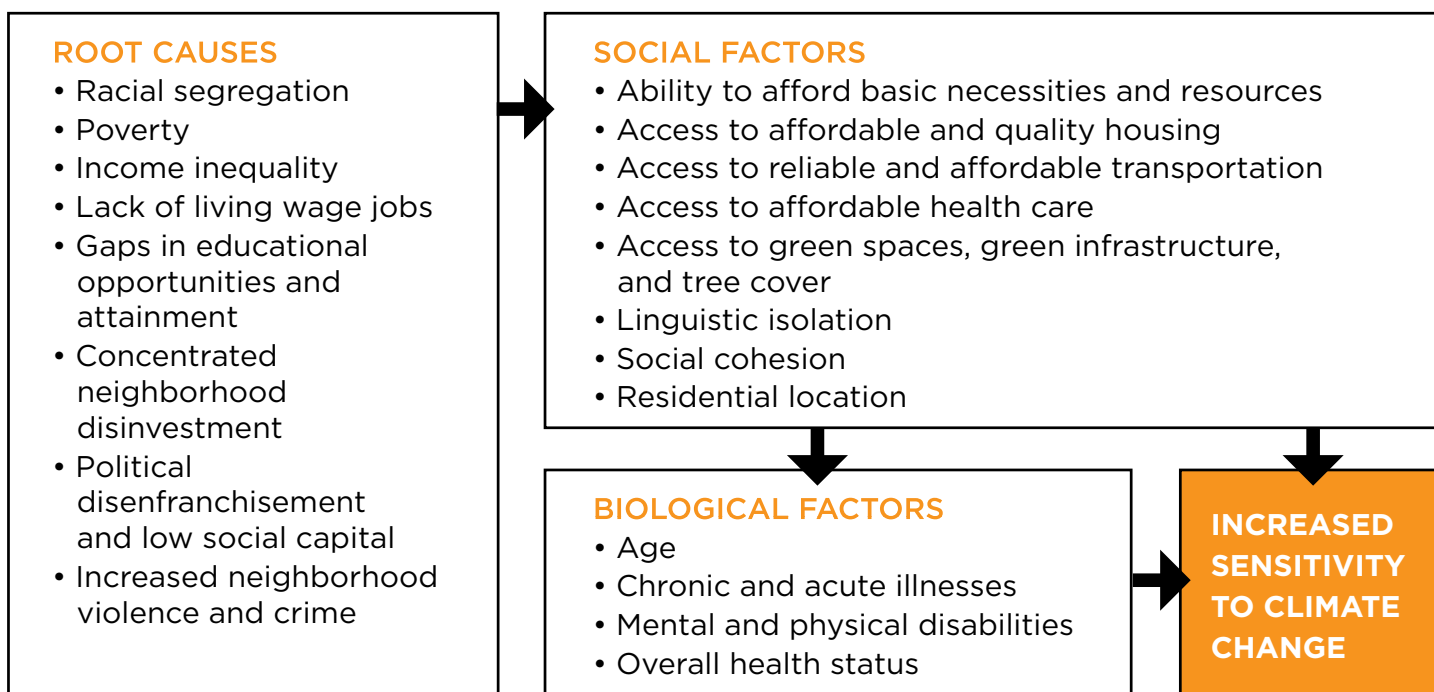 ROOT CAUSES
• Racial segregation
• Poverty
• Income inequality
• Lack of living wage jobs
• Gaps in educational
opportunities and
attainment
• Concentrated
neighborhood
disinvestment
• Political
disenfranchisement
and low social capital
• Increased neighborhood
violence and crime
SOCIAL FACTORS
• Ability to afford basic necessities and resources
• Access to affordable and quality housing
• Access to reliable and affordable transportation
• Access to affordable health care
• Access to green spaces, green infrastructure,
and tree cover
• Linguistic isolation
• Social cohesion
• Residential location
BIOLOGICAL FACTORS
• Age
• Chronic and acute illnesses
• Mental and physical disabilities
• Overall health status
INCREASED
SENSITIVITY
TO CLIMATE
CHANGE